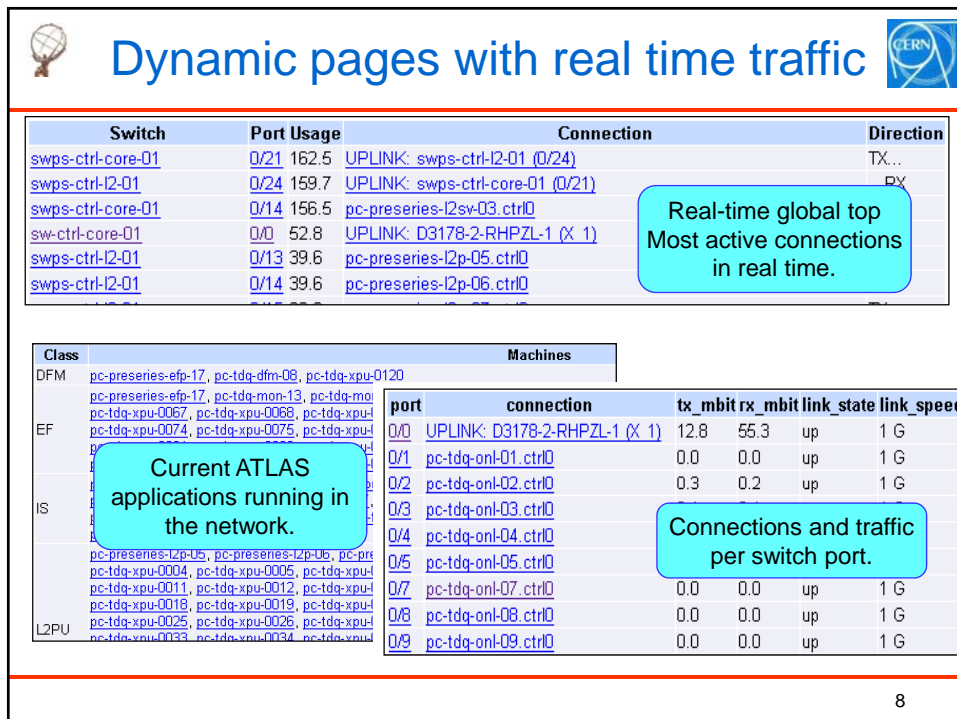 Dynamic pages with real time traffic
CERN
Switch Port Usage Connection Direction
swps-ctrl-core-01 0/21 162.5 UPLINK: swps-ctrl-l2-01 (0/24) TX...
swps-ctrl-l2-01 0/24 159.7 UPLINK: swps-ctrl-core-01 (0/21) RX
swps-ctrl-core-01 0/14 156.5 pc-preseries-l2sv-03.ctrl0
sw-ctrl-core-01 0/0 52.8 UPLINK: D3178-2-RHPZL-1 (X 1)
swps-ctrl-l2-01 0/13 39.6 pc-preseries-l2p-05.ctrl0
swps-ctrl-l2-01 0/14 39.6 pc-preseries-l2p-06.ctrl0
Real-time global top
Most active connections
in real time.
Class Machines
DFM pc-preseries-efp-17, pc-tdq-dfm-08, pc-tdq-xpu-0120
pc-preseries-efp-17, pc-tdq-mon-13,
pc-tdq-xpu-0067, pc-tdq-xpu-0068,
EF pc-tdq-xpu-0074, pc-tdq-xpu-0075,
IS
pc-preseries-l2p-05, pc-preseries-l2p-06,
pc-tdq-xpu-0004, pc-tdq-xpu-0005,
pc-tdq-xpu-0011, pc-tdq-xpu-0012,
pc-tdq-xpu-0018, pc-tdq-xpu-0019,
pc-tdq-xpu-0025, pc-tdq-xpu-0026,
L2PU pc-tdq-xpu-0033, pc-tdq-xpu-0034,
Current ATLAS
applications running in
the network.
port connection tx_mbit rx_mbit link_state link_speed
0/0 UPLINK: D3178-2-RHPZL-1 (X 1) 12.8 55.3 up 1 G
0/1 pc-tdq-onl-01.ctrl0 0.0 0.0 up 1 G
0/2 pc-tdq-onl-02.ctrl0 0.3 0.2 up 1 G
0/3 pc-tdq-onl-03.ctrl0
0/4 pc-tdq-onl-04.ctrl0
0/5 pc-tdq-onl-05.ctrl0
0/7 pc-tdq-onl-07.ctrl0 0.0 0.0 up 1 G
0/8 pc-tdq-onl-08.ctrl0 0.0 0.0 up 1 G
0/9 pc-tdq-onl-09.ctrl0 0.0 0.0 up 1 G
Connections and traffic
per switch port.
8